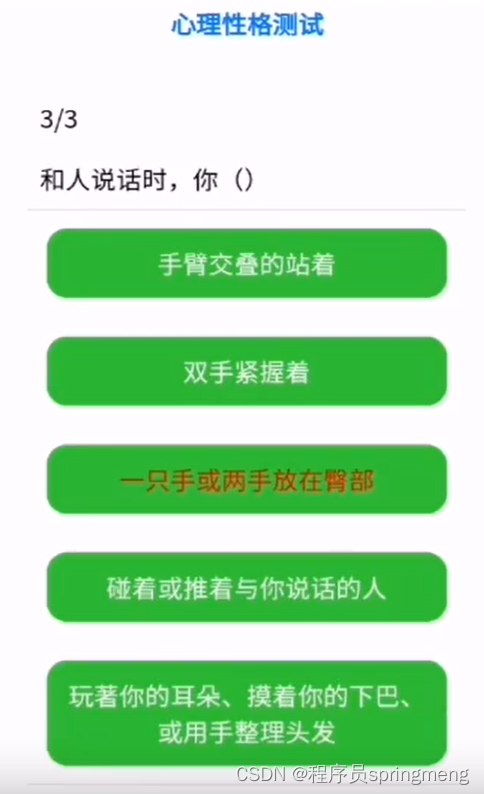 心理性格测试
3/3
和人说话时，你（）
手臂交叠的站着
双手紧握着
一只手或两手放在臀部
碰着或推着与你说话的人
玩著你的耳朵、摸着你的下巴、
或用手整理头发
CSDN @程序员springmeng